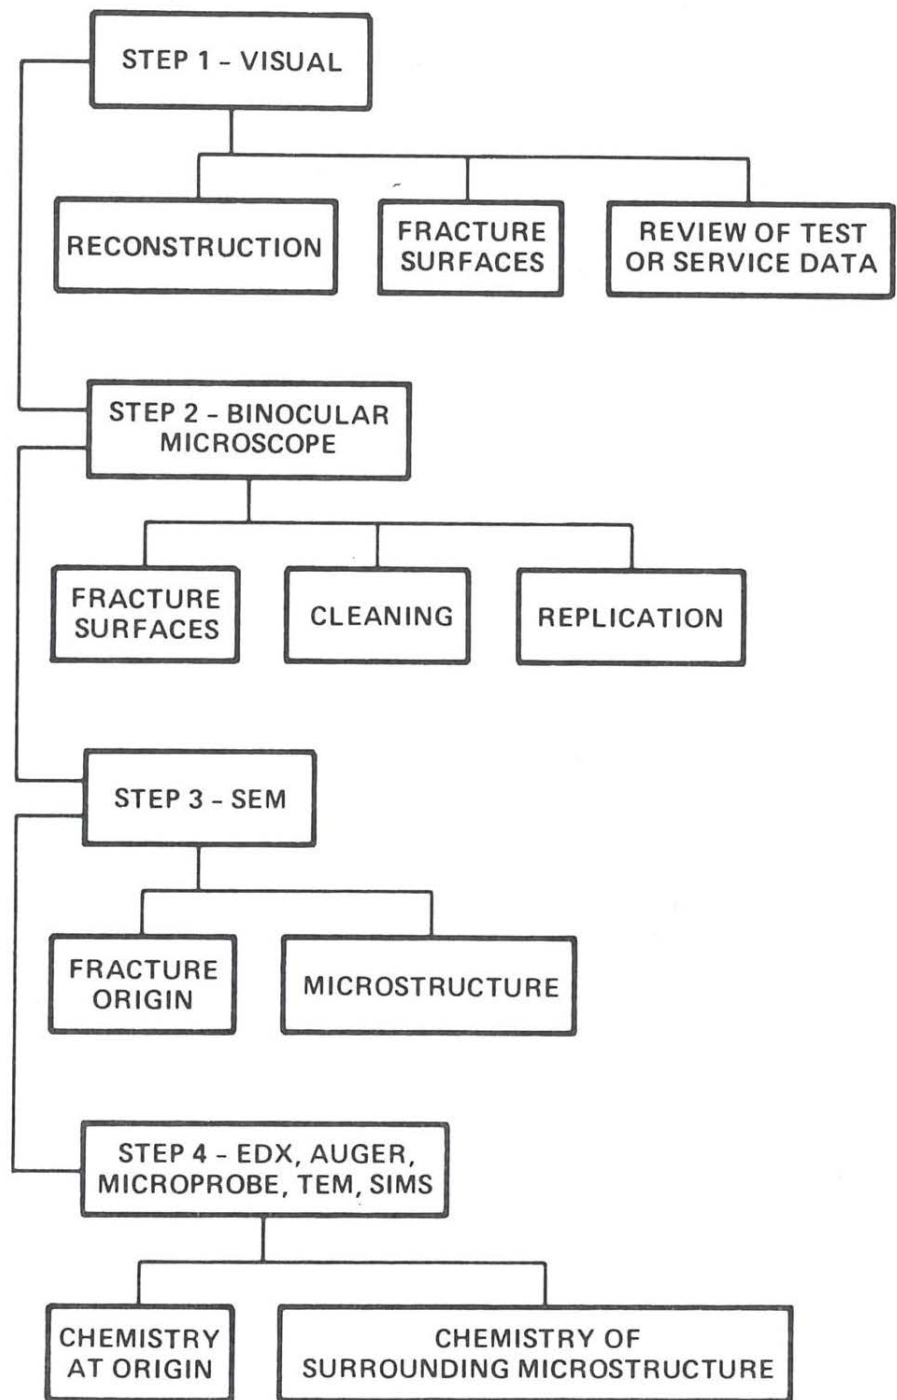 STEP 1 – VISUAL
RECONSTRUCTION
FRACTURE
SURFACES
REVIEW OF TEST
OR SERVICE DATA
STEP 2 – BINOCULAR
MICROSCOPE
FRACTURE
SURFACES
CLEANING
REPLICATION
STEP 3 – SEM
FRACTURE
ORIGIN
MICROSTRUCTURE
STEP 4 – EDX, AUGER,
MICROPROBE, TEM, SIMS
CHEMISTRY
AT ORIGIN
CHEMISTRY OF
SURROUNDING MICROSTRUCTURE